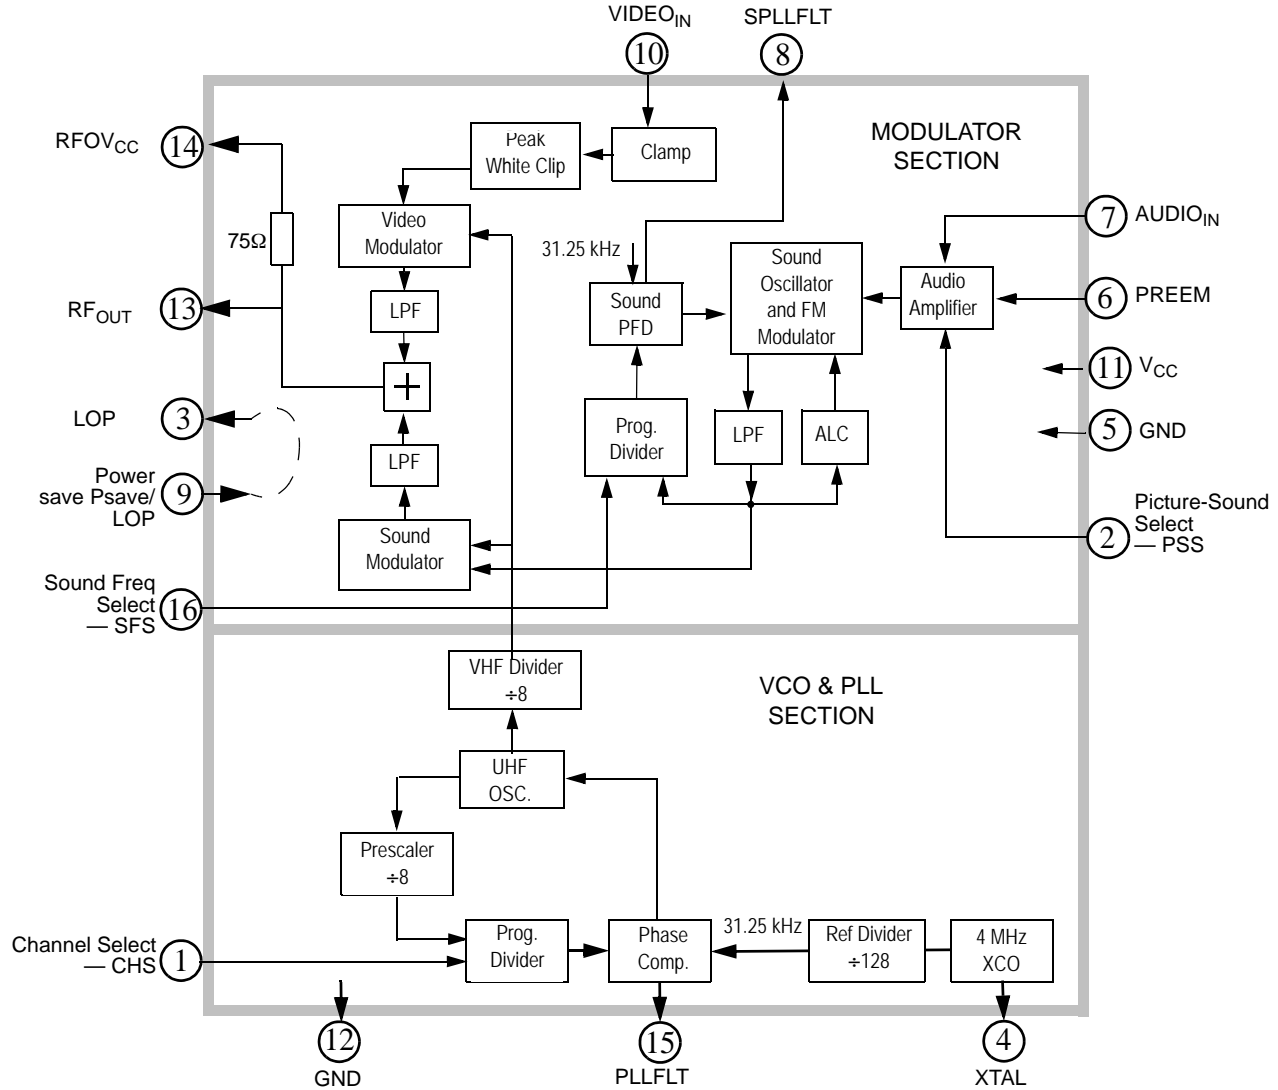 VIDEOIN
SPLLFLT
10
8
MODULATOR
SECTION
RFOVCC
14
Peak
White Clip
Clamp
7
AUDIOIN
Video
Modulator
75Ω
31.25 kHz
Sound
Oscillator
and FM
Modulator
Audio
Amplifier
6
PREEM
RFOUT
13
LPF
Sound
PFD
11
VCC
+
LOP
3
Prog.
Divider
LPF
ALC
5
GND
LPF
Power
save Psave/
LOP
9
Picture-Sound
Select
— PSS
2
Sound
Modulator
Sound Freq
Select
— SFS
16
VHF Divider
÷8
VCO & PLL
SECTION
UHF
OSC.
Prescaler
÷8
Channel Select
— CHS
1
Prog.
Divider
Phase
Comp.
31.25 kHz
Ref Divider
÷128
4 MHz
XCO
12
GND
15
PLLFLT
4
XTAL